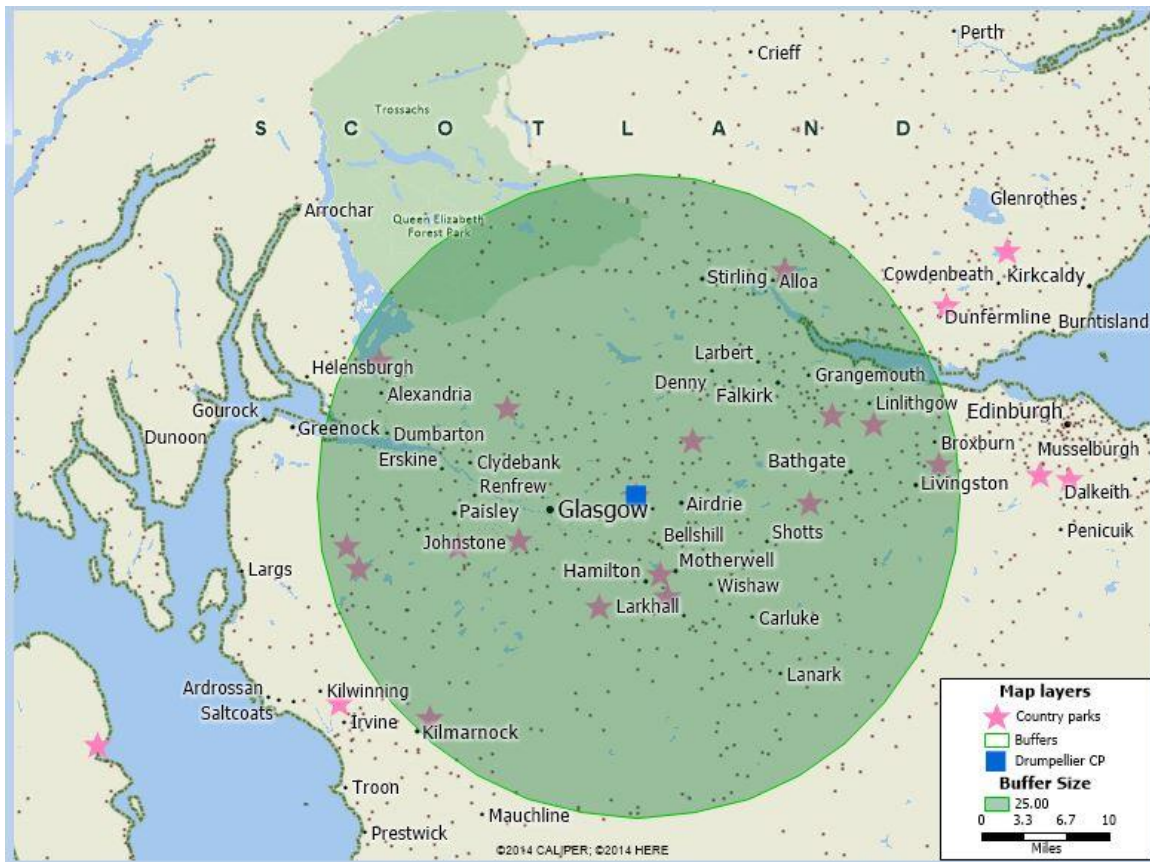 Perth
Crieff
Trossachs
S C O T L A N D
Glenrothes
Arrochar
Queen Elizabeth
Forest Park
Stirling
Alloa
Cowdenbeath
Kirkcaldy
Dunfermline
Burntisland
Helensburgh
Larbert
Grangemouth
Denny
Falkirk
Alexandria
Linlithgow
Edinburgh
Gourock
Greenock
Dunoon
Dumbarton
Broxburn
Musselburgh
Erskine
Clydebank
Bathgate
Livingston
Dalkeith
Renfrew
Paisley
Glasgow
Airdrie
Shotts
Penicuik
Johnstone
Bellshill
Motherwell
Hamilton
Largs
Wishaw
Larkhall
Carluke
Lanark
Ardrossan
Kilwinning
Saltcoats
Irvine
Kilmarnock
Troon
Mauchline
Prestwick
©2014 CALIPER; ©2014 HERE
Map layers
Country parks
Buffers
Drumpellier CP
Buffer Size
25.00
0 3.3 6.7 10
Miles